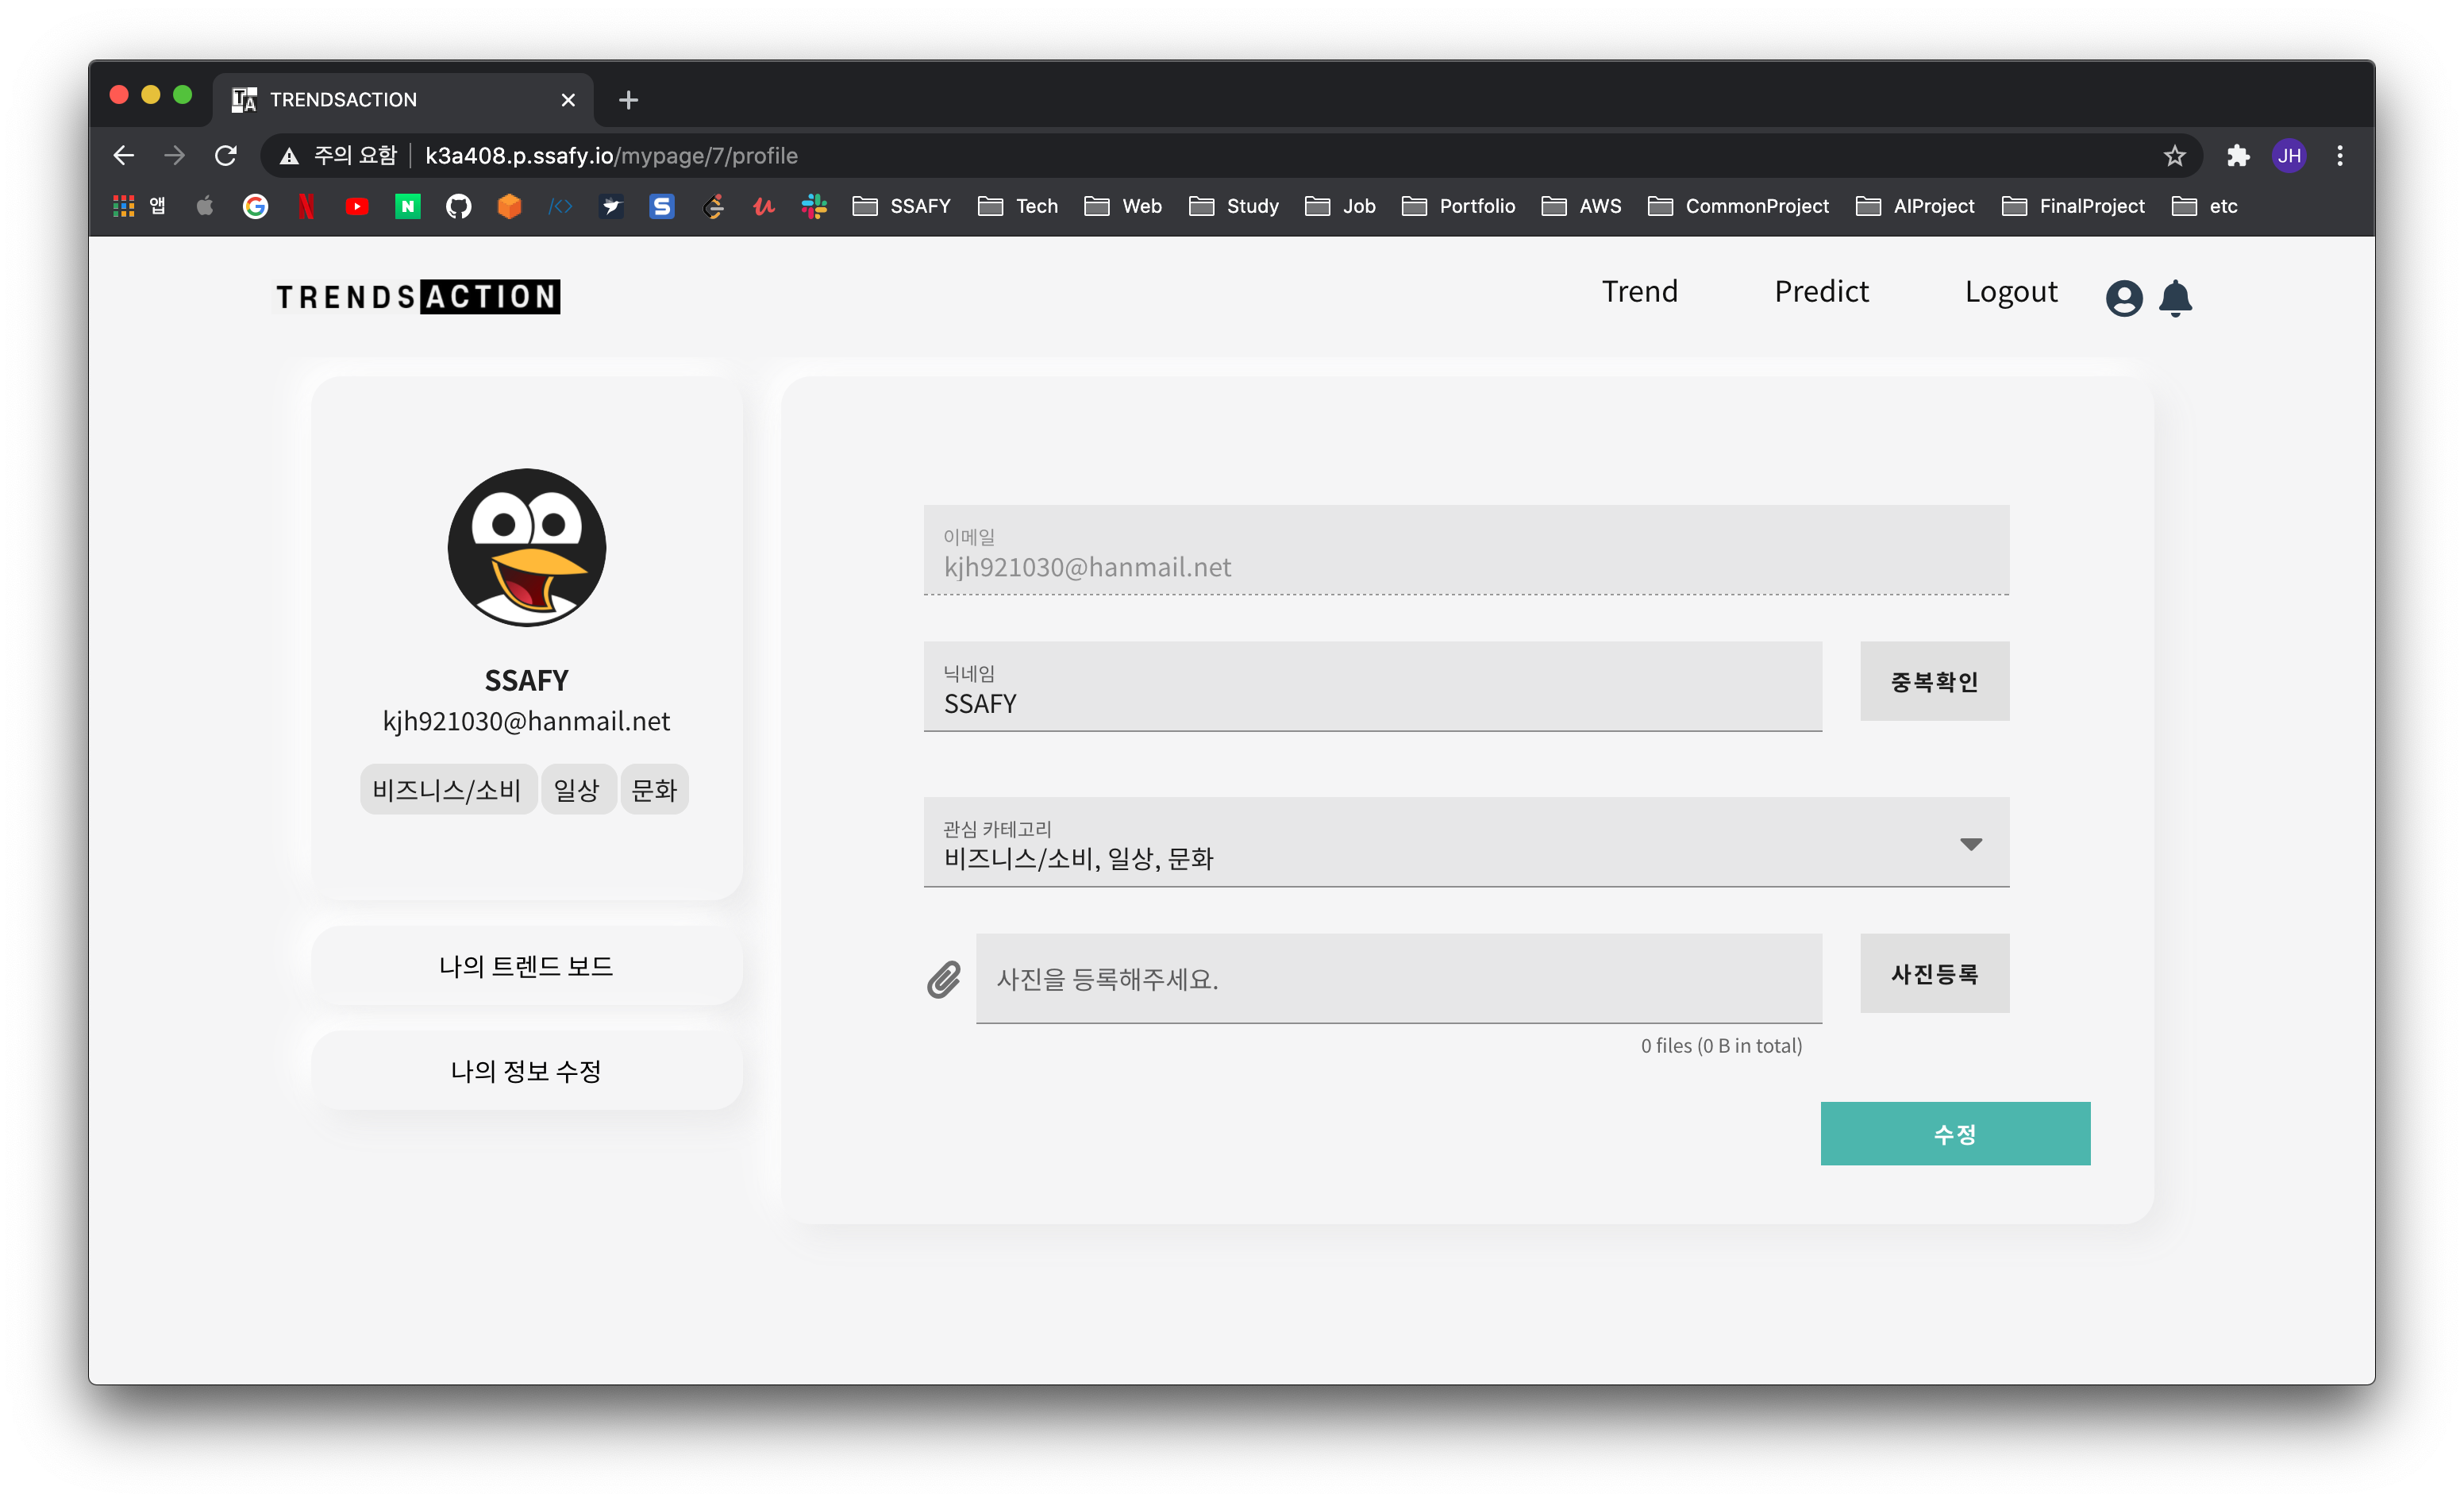 TRENDSACTION
주의 요함 k3a408.p.ssafy.io/mypage/7/profile JH
앱 SSAFY Tech Web Study Job Portfolio AWS CommonProject AIProject FinalProject etc
TRENDSACTION
Trend Predict Logout
SSAFY
kjh921030@hanmail.net
비즈니스/소비 일상 문화
나의 트렌드 보드
나의 정보 수정
이메일
kjh921030@hanmail.net
닉네임
SSAFY
중복확인
관심 카테고리
비즈니스/소비, 일상, 문화
사진을 등록해주세요.
사진등록
0 files (0 B in total)
수정